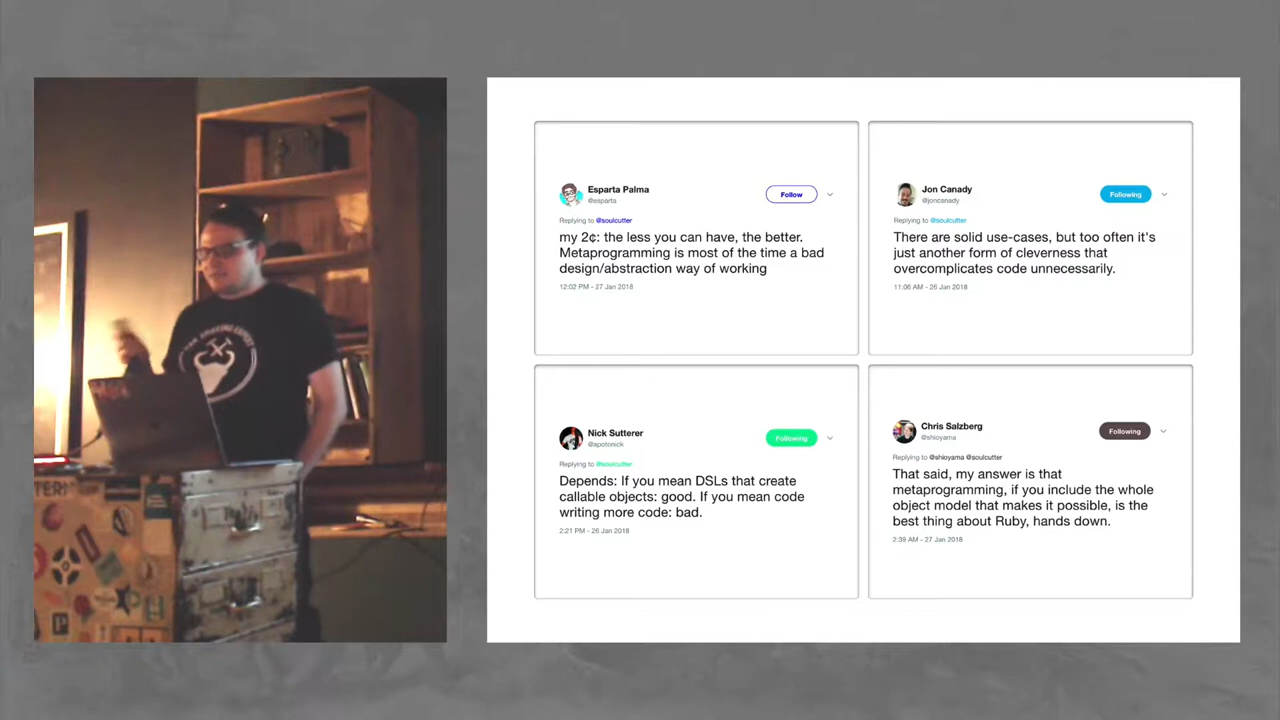 Esparta Palma
@esparta
Follow
Replying to @soulcutter
my 2¢: the less you can have, the better.
Metaprogramming is most of the time a bad
design/abstraction way of working
12:02 PM - 27 Jan 2018
Jon Canady
@joncanady
Following
Replying to @soulcutter
There are solid use-cases, but too often it's
just another form of cleverness that
overcomplicates code unnecessarily.
11:06 AM - 26 Jan 2018
Nick Sutterer
@apotonick
Following
Replying to @soulcutter
Depends: If you mean DSLs that create
callable objects: good. If you mean code
writing more code: bad.
2:21 PM - 26 Jan 2018
Chris Salzberg
@shioyama
Following
Replying to @shioyama @soulcutter
That said, my answer is that
metaprogramming, if you include the whole
object model that makes it possible, is the
best thing about Ruby, hands down.
2:39 AM - 27 Jan 2018